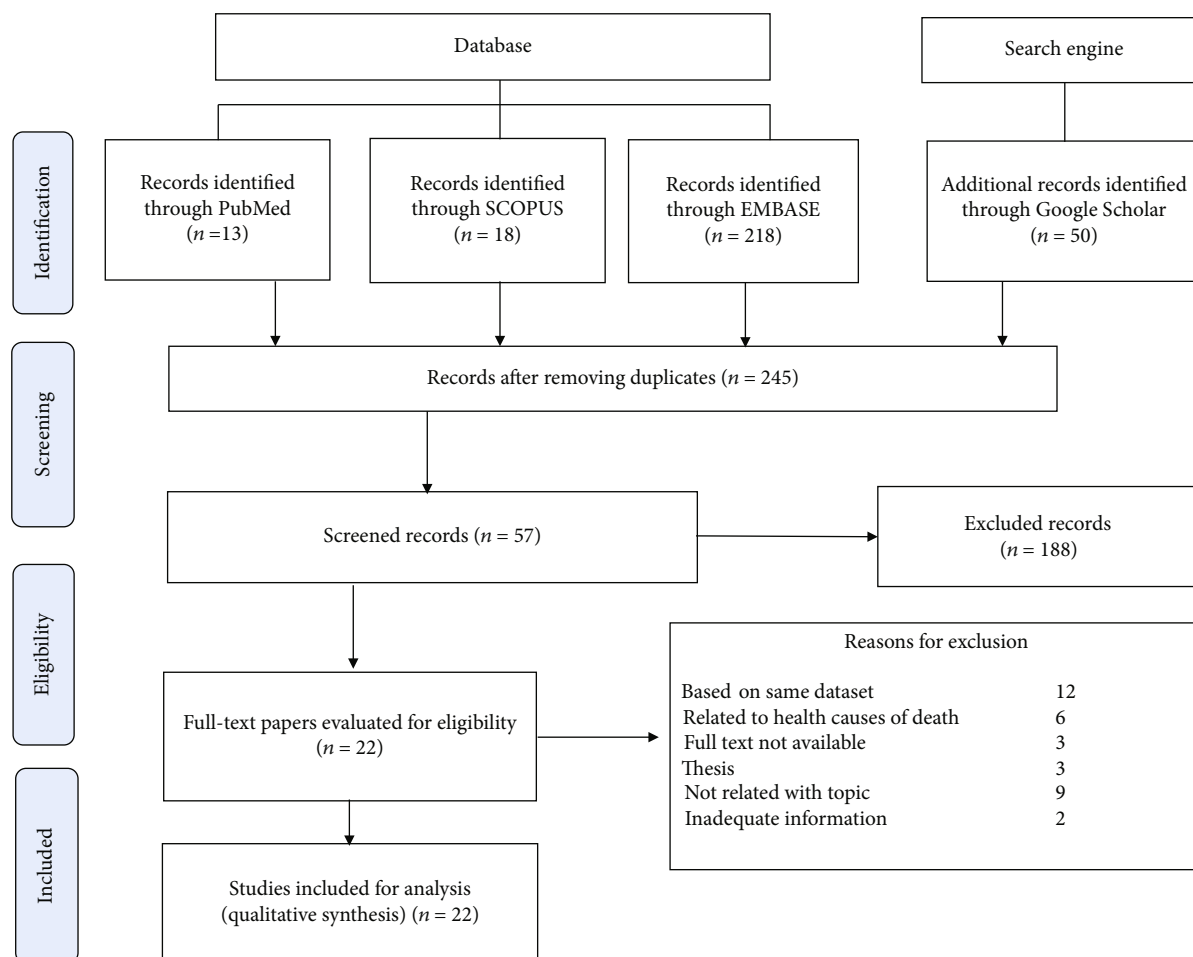 Database
Search engine
Identification
Records identified
through PubMed
(n =13)
Records identified
through SCOPUS
(n = 18)
Records identified
through EMBASE
(n = 218)
Additional records identified
through Google Scholar
(n = 50)
Screening
Records after removing duplicates (n = 245)
Screened records (n = 57)
Excluded records
(n = 188)
Eligibility
Full-text papers evaluated for eligibility
(n = 22)
Reasons for exclusion
Based on same dataset 12
Related to health causes of death 6
Full text not available 3
Thesis 3
Not related with topic 9
Inadequate information 2
Included
Studies included for analysis
(qualitative synthesis) (n = 22)